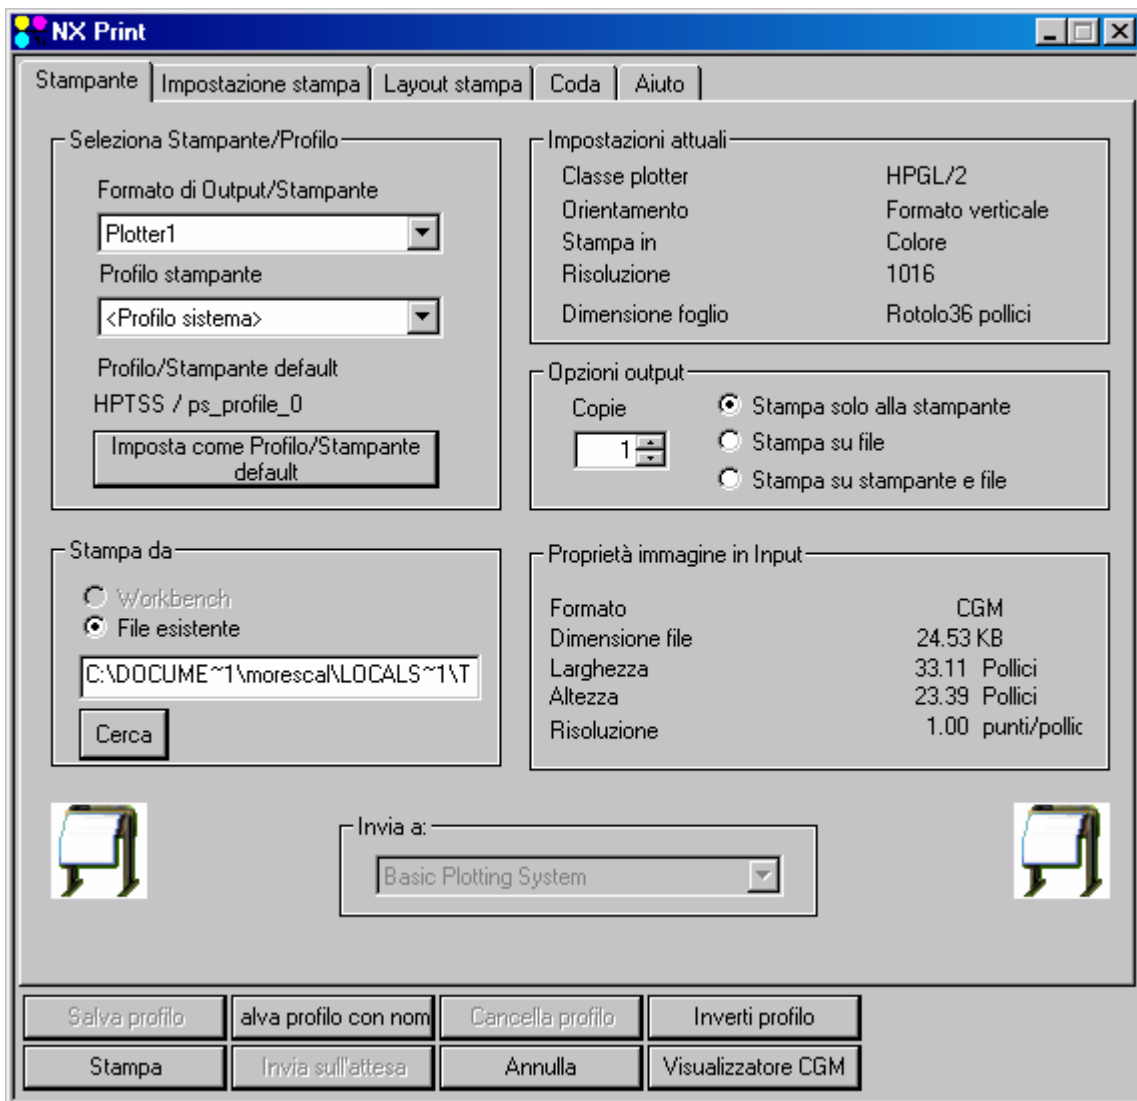 NX Print
Stampante Impostazione stampa Layout stampa Coda Aiuto
Seleziona Stampante/Profilo
Formato di Output/Stampante
Plotter1
Profilo stampante
<Profilo sistema>
Profilo/Stampante default
HPTSS / ps_profile_0
Imposta come Profilo/Stampante
default
Impostazioni attuali
Classe plotter HPGL/2
Orientamento Formato verticale
Stampa in Colore
Risoluzione 1016
Dimensione foglio Rotolo36 pollici
Opzioni output
Copie
1
Stampa solo alla stampante
Stampa su file
Stampa su stampante e file
Stampa da
Workbench
File esistente
C:\DOCUME~1\morescal\LOCALS~1\T
Cerca
Proprietà immagine in Input
Formato CGM
Dimensione file 24.53 KB
Larghezza 33.11 Pollici
Altezza 23.39 Pollici
Risoluzione 1.00 punti/pollic
Invia a:
Basic Plotting System
Salva profilo alva profilo con nom Cancella profilo Inverti profilo
Stampa Invia sull'attesa Annulla Visualizzatore CGM